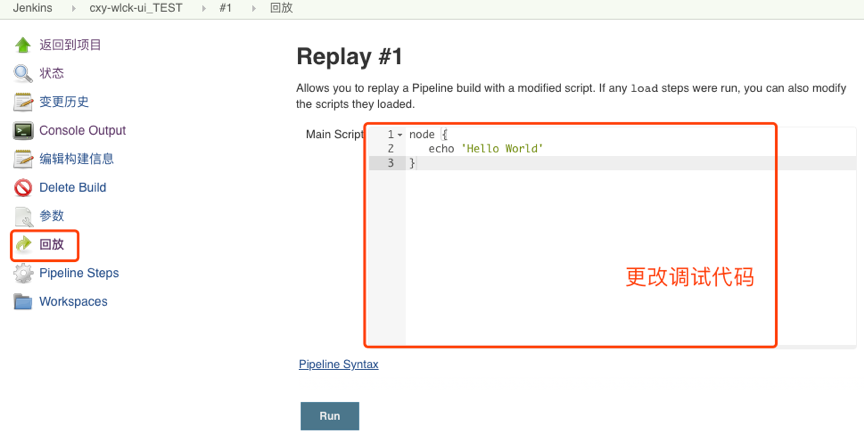 Jenkins cxy-wlck-ui_TEST #1 回放
返回到项目
状态
变更历史
Console Output
编辑构建信息
Delete Build
参数
回放
Pipeline Steps
Workspaces
Replay #1
Allows you to replay a Pipeline build with a modified script. If any load steps were run, you can also modify
the scripts they loaded.
Main Script
1 node {
2 echo 'Hello World'
3 }
更改调试代码
Pipeline Syntax
Run